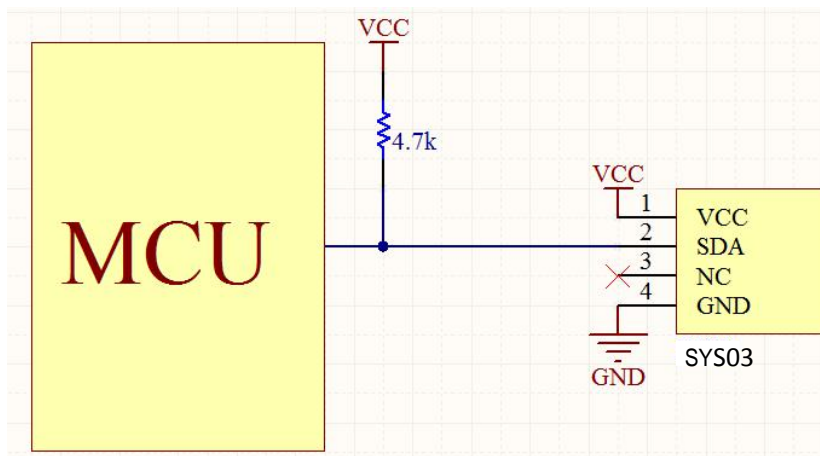 VCC
4.7k
MCU
VCC
1 VCC
2 SDA
3 NC
4 GND
GND
SYS03